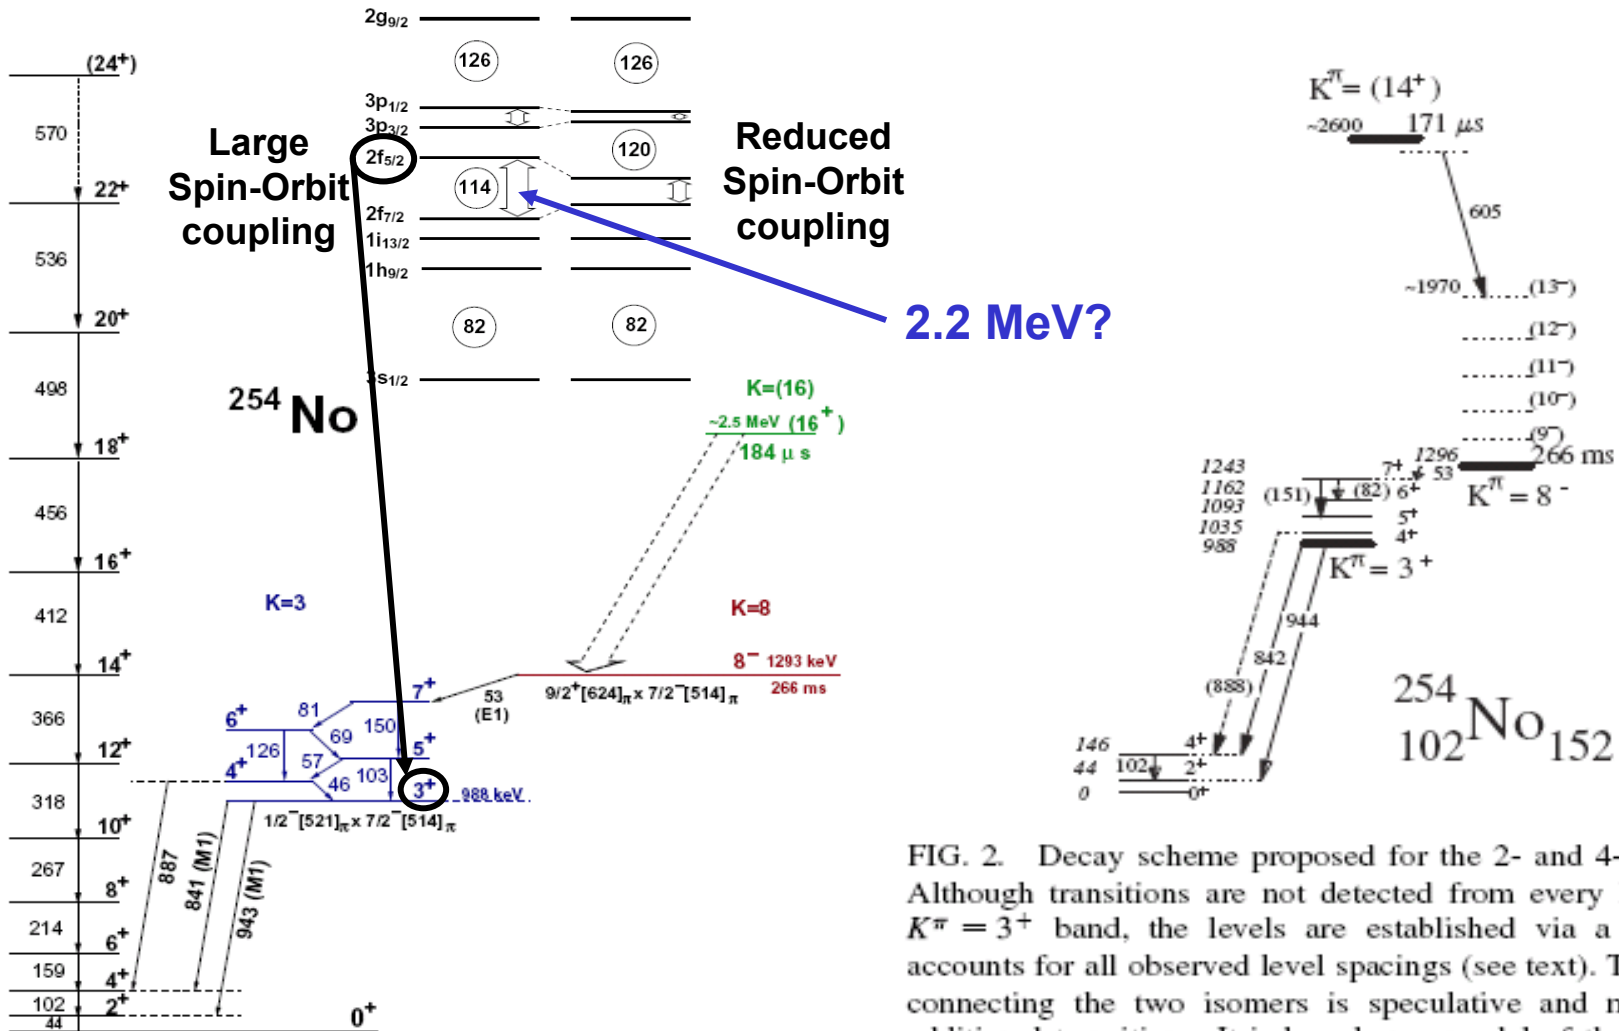 2g9/2
126
126
(24⁺)
3p1/2
3p3/2
2f5/2
120
114
2f7/2
1i13/2
1h9/2
82
82
3s1/2
Large
Spin-Orbit
coupling
Reduced
Spin-Orbit
coupling
2.2 MeV?
570
22⁺
536
20⁺
498
18⁺
456
16⁺
412
14⁺
366
12⁺
318
10⁺
267
8⁺
214
6⁺
159
4⁺
102
2⁺
44
0⁺
²⁵⁴No
K=(16)
~2.5 MeV (16⁺)
184 μ s
K=3
K=8
8⁻ 1293 keV
266 ms
53
(E1)
9/2⁺[624]π x 7/2⁻[514]π
7⁺
81
6⁺
150
69
5⁺
126
57
4⁺
103
46
3⁺
988 keV
1/2⁻[521]π x 7/2⁻[514]π
887
841 (M1)
943 (M1)
Kπ= (14⁺)
~2600
171 μs
605
~1970
(13⁻)
(12⁻)
(11⁻)
(10⁻)
(9⁻)
1296
266 ms
53
Kπ = 8⁻
1243
7⁺
1162
(151)
(82)
6⁺
1093
5⁺
1035
4⁺
988
Kπ= 3⁺
944
842
(888)
146
4⁺
44
102
2⁺
0
0⁺
254
102No152
FIG. 2. Decay scheme proposed for the 2- and 4-
Although transitions are not detected from every
Kπ = 3⁺ band, the levels are established via a
accounts for all observed level spacings (see text). T
connecting the two isomers is speculative and